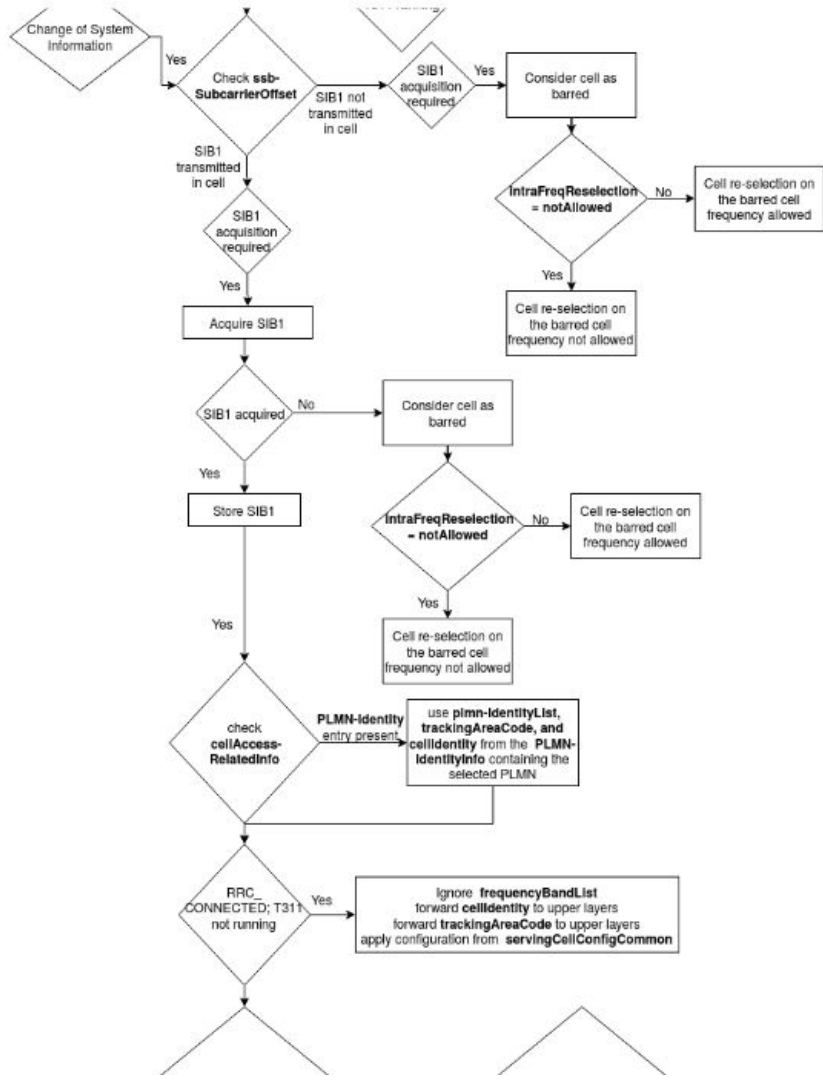 Change of System
Information
Yes
Check ssb-
SubcarrierOffset
SIB1 not
transmitted
in cell
SIB1
acquisition
required
Yes
Consider cell as
barred
SIB1
transmitted
in cell
IntraFreqReselection
= notAllowed
No
Cell re-selection on
the barred cell
frequency allowed
SIB1
acquisition
required
Yes
Yes
Cell re-selection on
the barred cell
frequency not allowed
Acquire SIB1
SIB1 acquired
No
Consider cell as
barred
Yes
Store SIB1
IntraFreqReselection
= notAllowed
No
Cell re-selection on
the barred cell
frequency allowed
Yes
Yes
Cell re-selection on
the barred cell
frequency not allowed
check
cellAccess-
RelatedInfo
PLMN-Identity
entry present
use plmn-IdentityList,
trackingAreaCode, and
cellIdentity from the PLMN-
IdentityInfo containing the
selected PLMN
RRC_
CONNECTED; T311
not running
Yes
Ignore frequencyBandList
forward cellIdentity to upper layers
forward trackingAreaCode to upper layers
apply configuration from servingCellConfigCommon